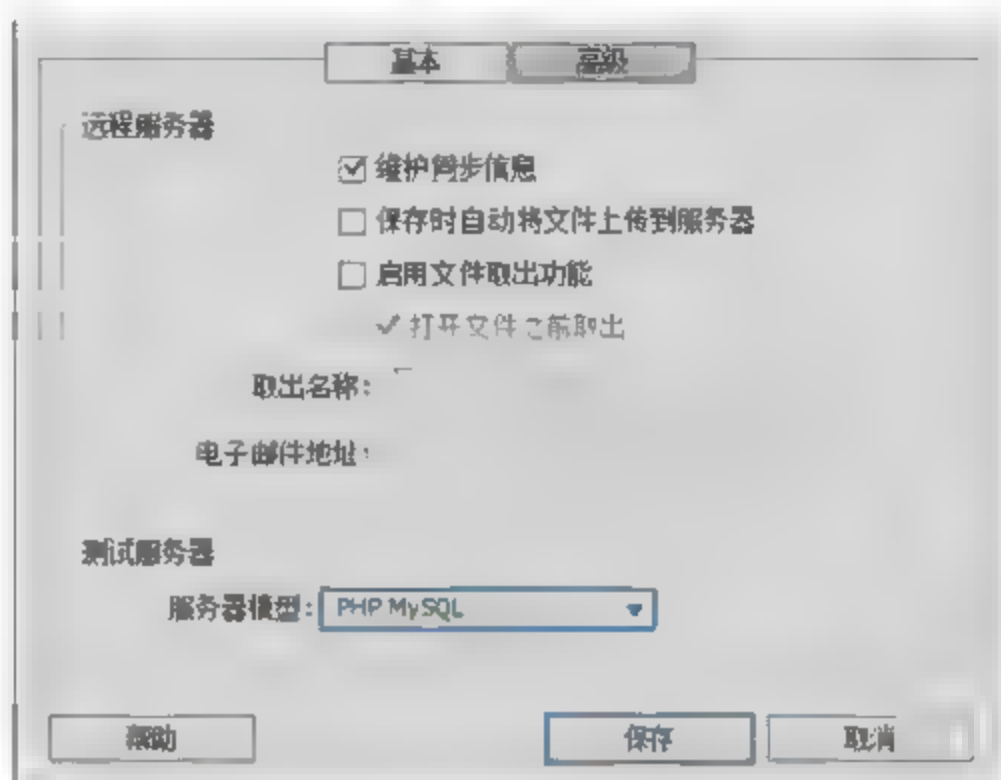 基本 高级
远程服务器
维护同步信息
保存时自动将文件上传到服务器
启用文件取出功能
打开文件之前取出
取出名称：
电子邮件地址：
测试服务器
服务器模型： PHP MySQL
帮助 保存 取消